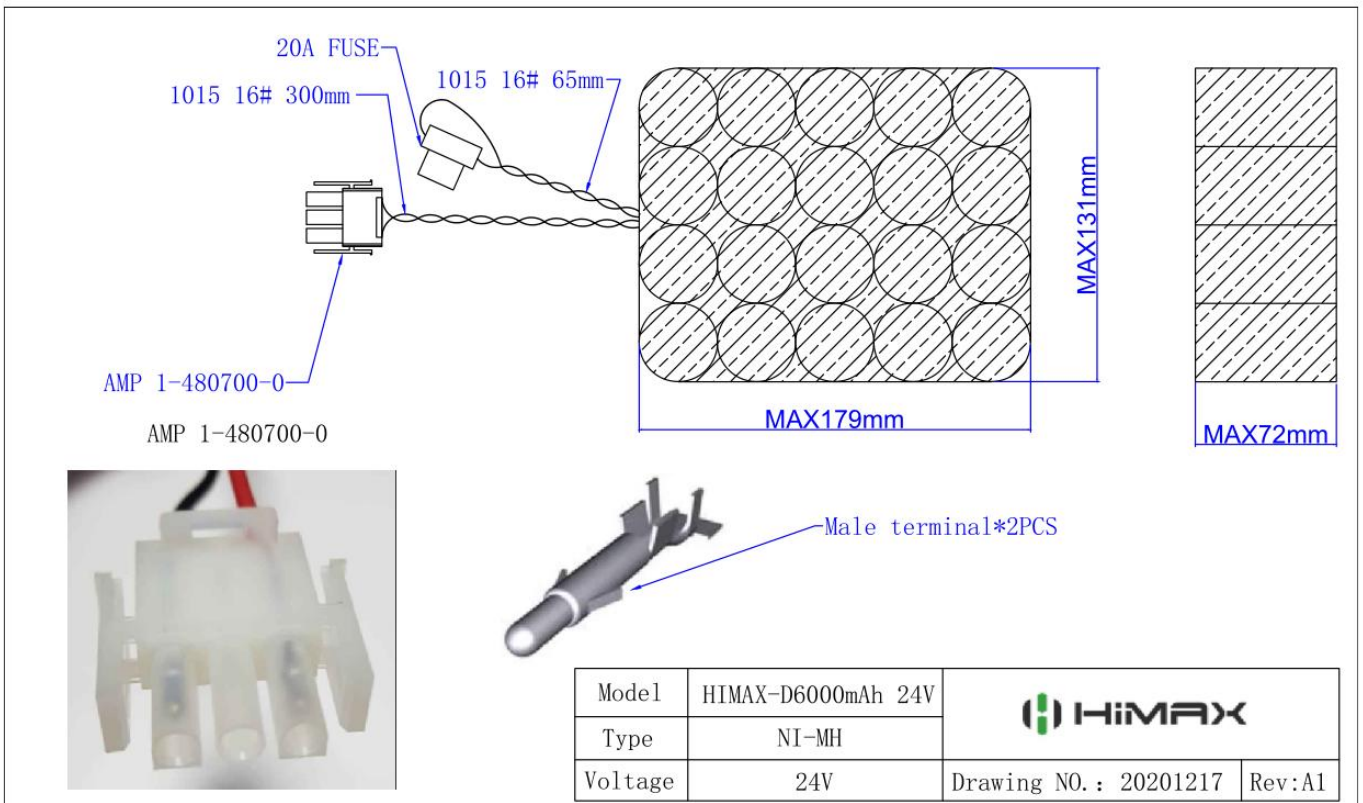 20A FUSE
1015 16# 65mm
1015 16# 300mm
MAX131mm
AMP 1-480700-0
MAX179mm
MAX72mm
AMP 1-480700-0
Male terminal*2PCS
Model HIMAX-D6000mAh 24V
HiMAX
Type NI-MH
Voltage 24V Drawing NO.: 20201217 Rev:A1